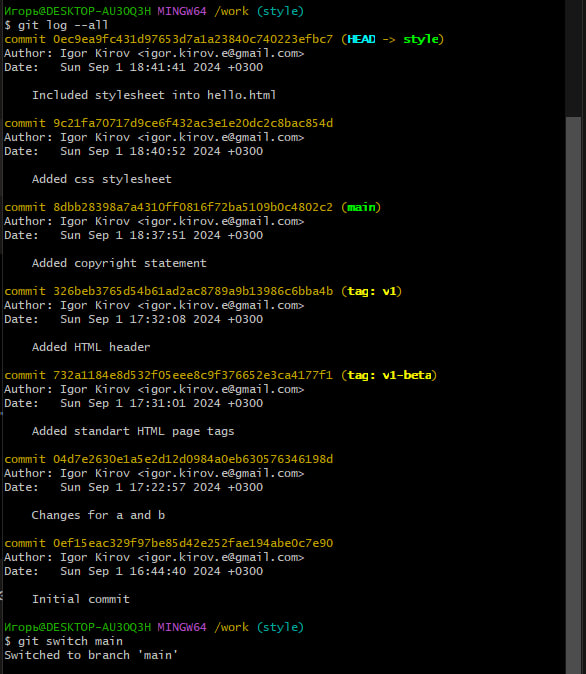 Игорь@DESKTOP-AU3OQ3H MINGW64 /work (style)
$ git log --all
commit 0ec9ea9fc431d97653d7a1a23840c740223efbc7 (HEAD -> style)
Author: Igor Kirov <igor.kirov.e@gmail.com>
Date:   Sun Sep 1 18:41:41 2024 +0300
Included stylesheet into hello.html
commit 9c21fa70717d9ce6f432ac3e1e20dc2c8bac854d
Author: Igor Kirov <igor.kirov.e@gmail.com>
Date:   Sun Sep 1 18:40:52 2024 +0300
Added css stylesheet
commit 8dbb28398a7a4310ff0816f72ba5109b0c4802c2 (main)
Author: Igor Kirov <igor.kirov.e@gmail.com>
Date:   Sun Sep 1 18:37:51 2024 +0300
Added copyright statement
commit 326beb3765d54b61ad2ac8789a9b13986c6bba4b (tag: v1)
Author: Igor Kirov <igor.kirov.e@gmail.com>
Date:   Sun Sep 1 17:32:08 2024 +0300
Added HTML header
commit 732a1184e8d532f05eee8c9f376652e3ca4177f1 (tag: v1-beta)
Author: Igor Kirov <igor.kirov.e@gmail.com>
Date:   Sun Sep 1 17:31:01 2024 +0300
Added standart HTML page tags
commit 04d7e2630e1a5e2d12d0984a0eb630576346198d
Author: Igor Kirov <igor.kirov.e@gmail.com>
Date:   Sun Sep 1 17:22:57 2024 +0300
Changes for a and b
commit 0ef15eac329f97be85d42e252fae194abe0c7e90
Author: Igor Kirov <igor.kirov.e@gmail.com>
Date:   Sun Sep 1 16:44:40 2024 +0300
Initial commit
Игорь@DESKTOP-AU3OQ3H MINGW64 /work (style)
$ git switch main
Switched to branch 'main'